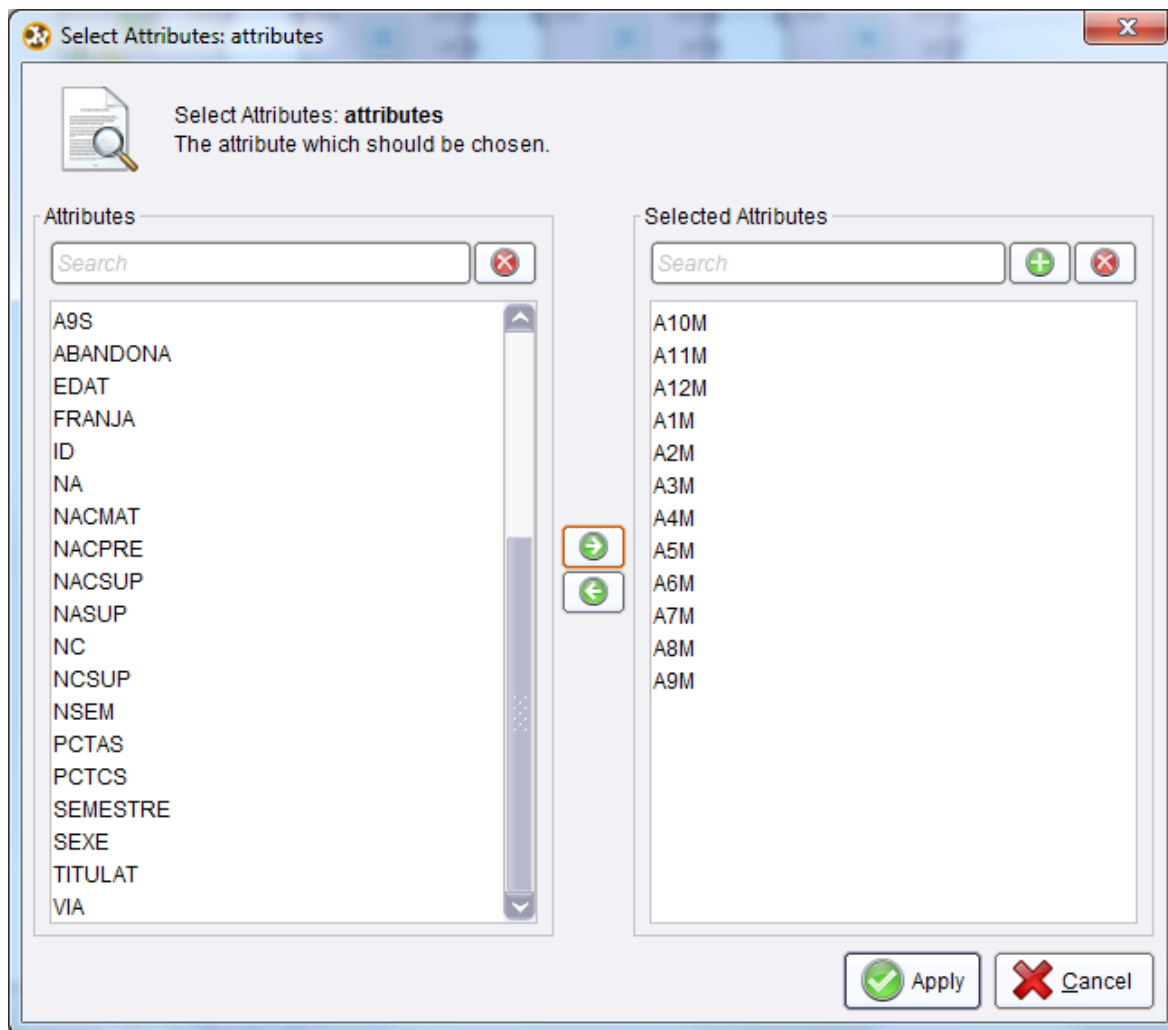 Select Attributes: attributes
Select Attributes: attributes
The attribute which should be chosen.
Attributes
Search
A9S
ABANDONA
EDAT
FRANJA
ID
NA
NACMAT
NACPRE
NACSUP
NASUP
NC
NCSUP
NSEM
PCTAS
PCTCS
SEMESTRE
SEXE
TITULAT
VIA
Selected Attributes
Search
A10M
A11M
A12M
A1M
A2M
A3M
A4M
A5M
A6M
A7M
A8M
A9M
Apply
Cancel